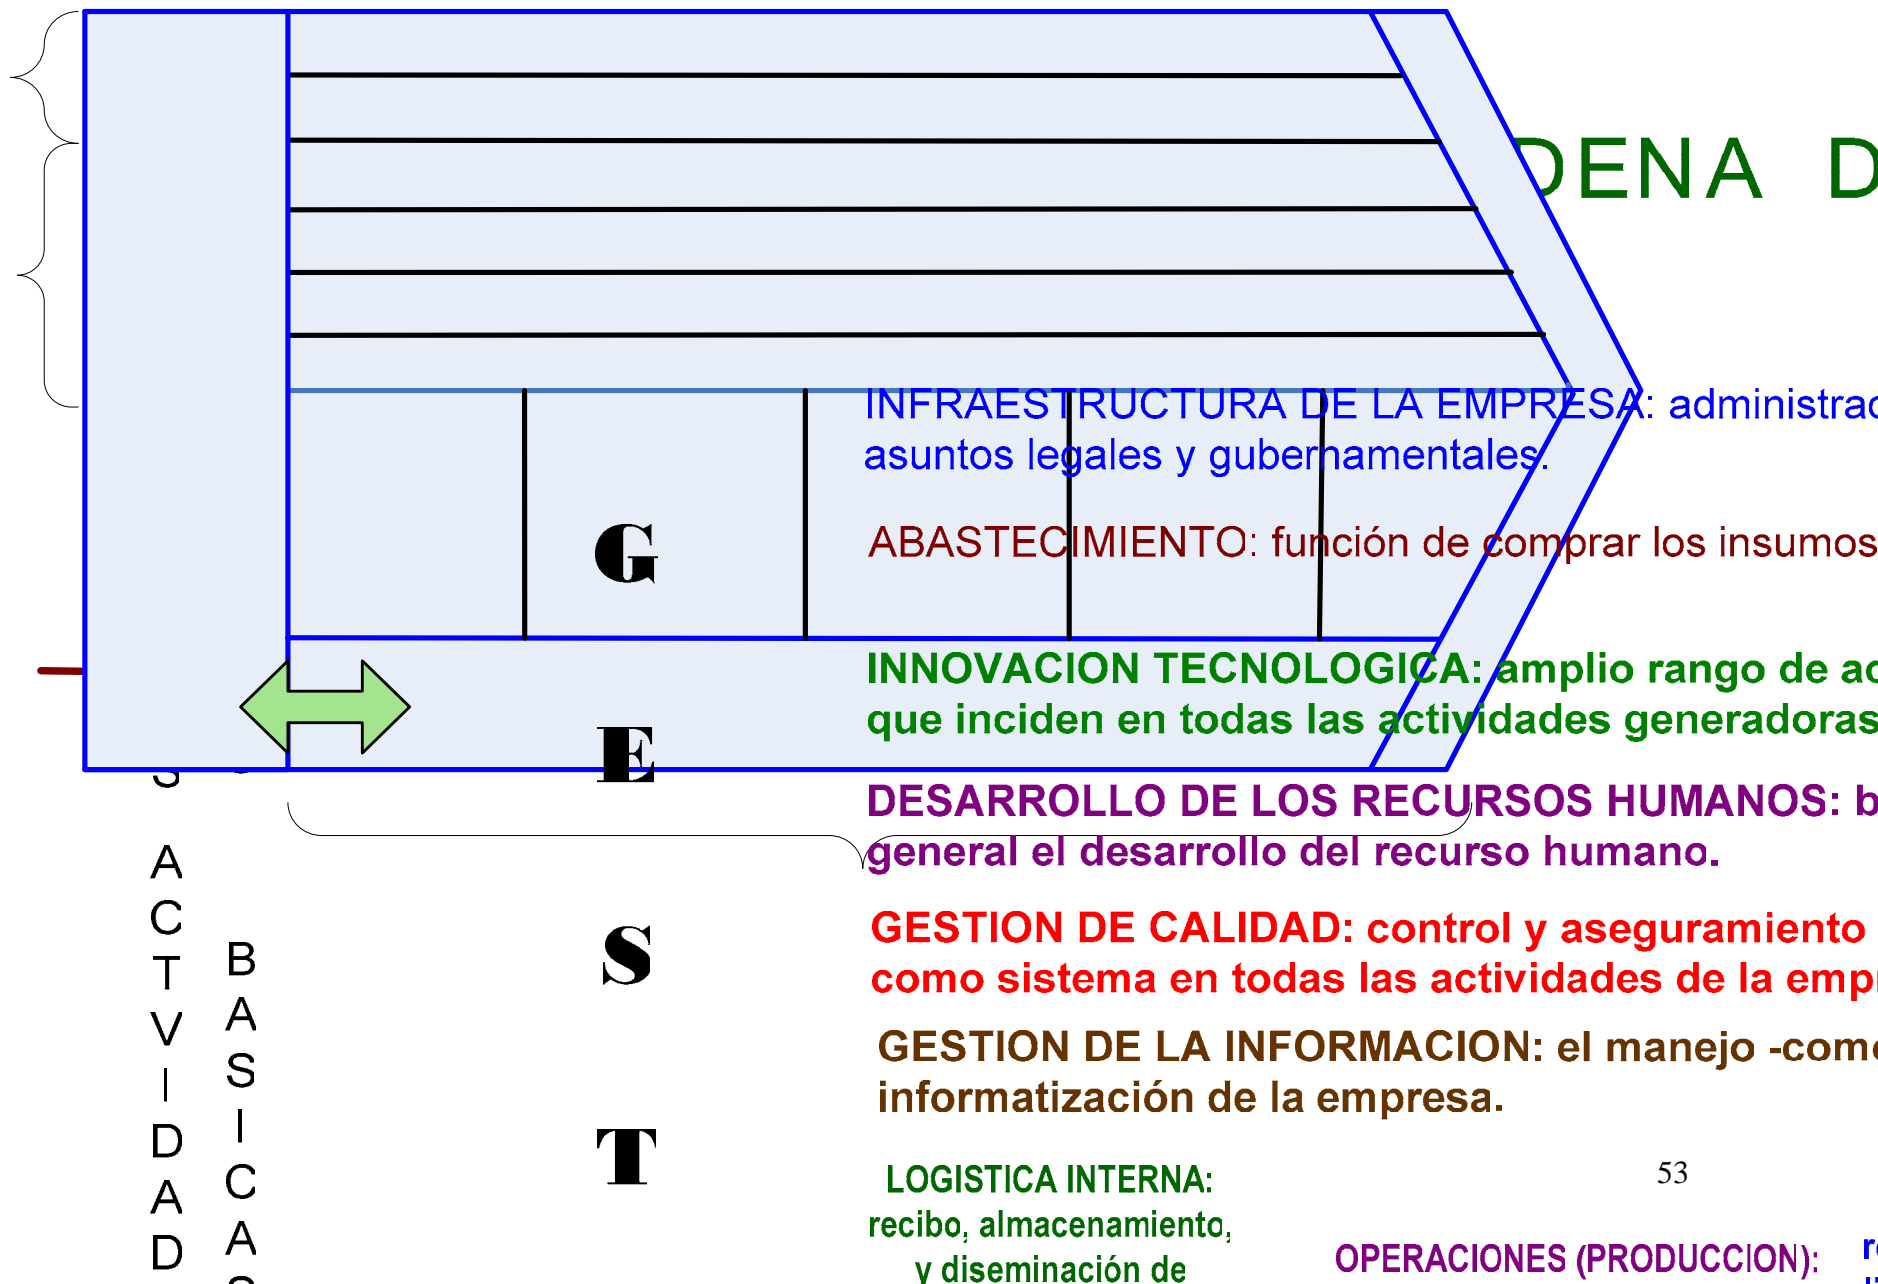 DENA D
INFRAESTRUCTURA DE LA EMPRESA: administrac
asuntos legales y gubernamentales.
ABASTECIMIENTO: función de comprar los insumos
INNOVACION TECNOLOGICA: amplio rango de ac
que inciden en todas las actividades generadoras
DESARROLLO DE LOS RECURSOS HUMANOS: b
general el desarrollo del recurso humano.
GESTION DE CALIDAD: control y aseguramiento
como sistema en todas las actividades de la empr
GESTION DE LA INFORMACION: el manejo -como
informatización de la empresa.
G
E
S
T
S
A
C
T
V
I
D
A
D
B
A
S
I
C
A
S
LOGISTICA INTERNA:
recibo, almacenamiento,
y diseminación de
OPERACIONES (PRODUCCION):
53